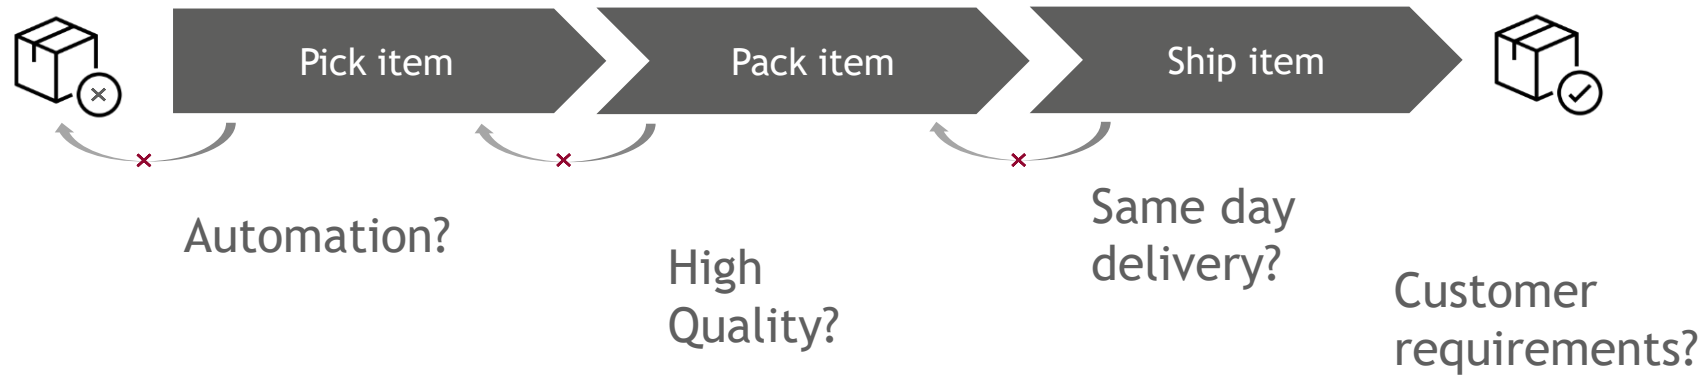 Pick item
Pack item
Ship item
Automation?
High
Quality?
Same day
delivery?
Customer
requirements?